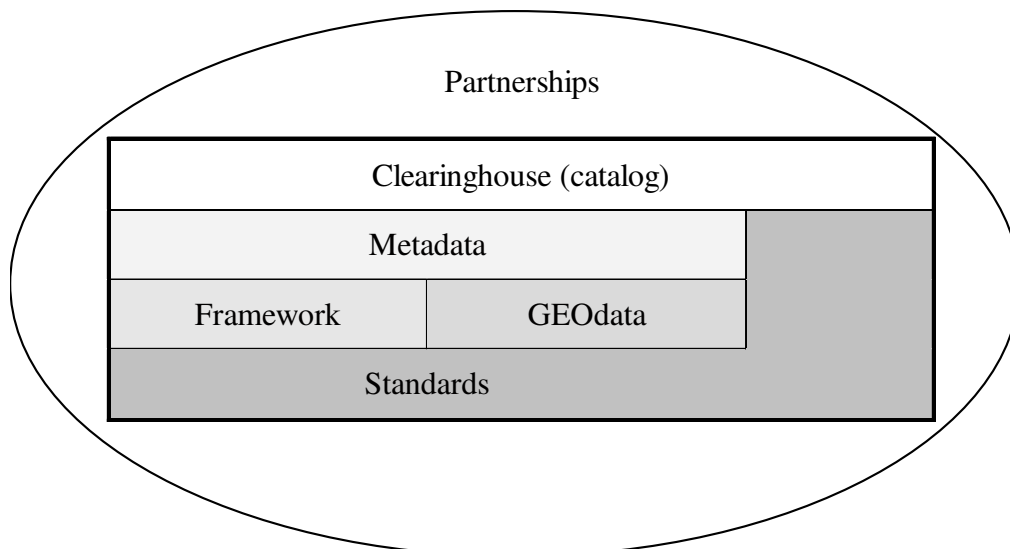 Partnerships
Clearinghouse (catalog)
Metadata
Framework
GEOdata
Standards